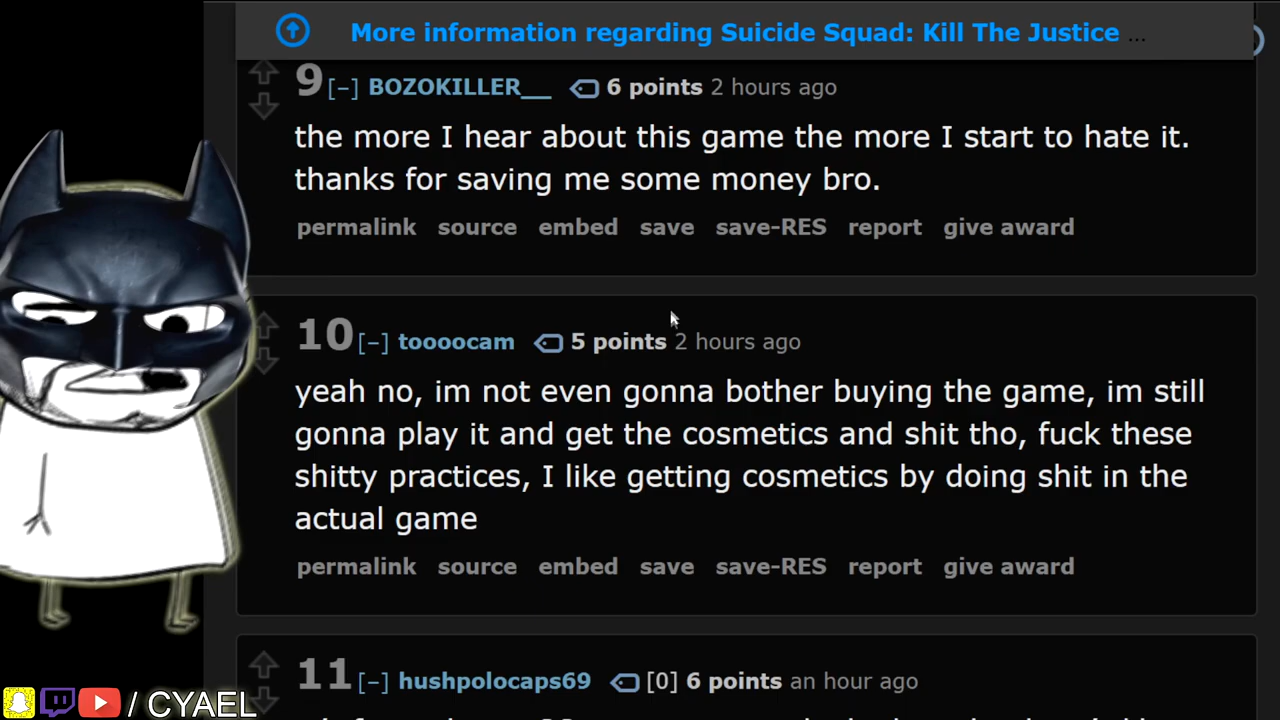 More information regarding Suicide Squad: Kill The Justice ...
9 [–] BOZOKILLER__ 6 points 2 hours ago
the more I hear about this game the more I start to hate it.
thanks for saving me some money bro.
permalink source embed save save-RES report give award
10 [–] toooocam 5 points 2 hours ago
yeah no, im not even gonna bother buying the game, im still
gonna play it and get the cosmetics and shit tho, fuck these
shitty practices, I like getting cosmetics by doing shit in the
actual game
permalink source embed save save-RES report give award
11 [–] hushpolocaps69 [0] 6 points an hour ago
/ CYAEL